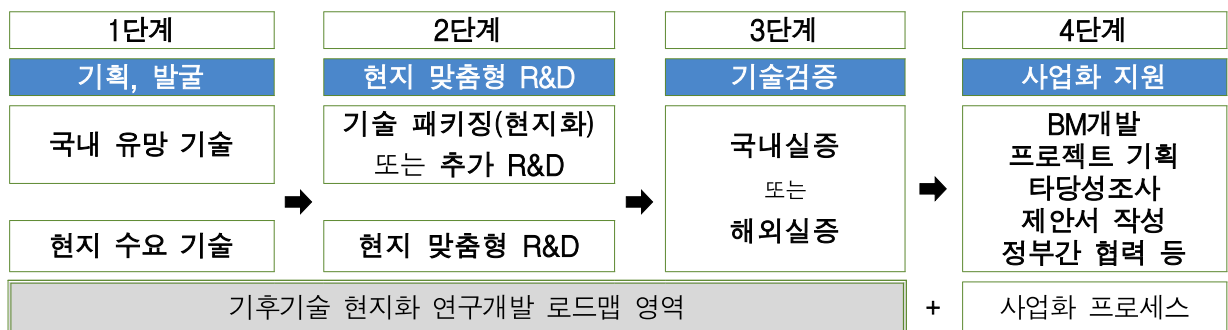 1단계
기획, 발굴
국내 유망 기술
현지 수요 기술
2단계
현지 맞춤형 R&D
기술 패키징(현지화)
또는 추가 R&D
현지 맞춤형 R&D
3단계
기술검증
국내실증
또는
해외실증
4단계
사업화 지원
BM개발
프로젝트 기획
타당성조사
제안서 작성
정부간 협력 등
기후기술 현지화 연구개발 로드맵 영역
+
사업화 프로세스